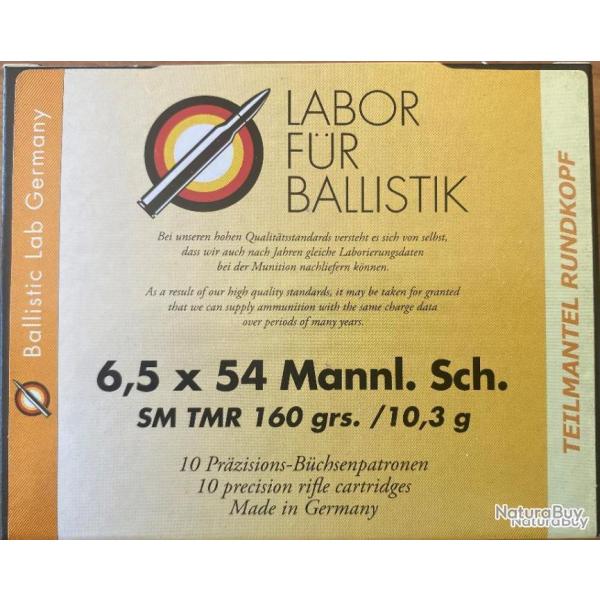 Ballistic Lab Germany
LABOR
FÜR
BALLISTIK
Bei unseren hohen Qualitätsstandards versteht es sich von selbst,
dass wir auch nach Jahren gleiche Laborierungsdaten
bei der Munition nachliefern können.
As a result of our high quality standards, it may be taken for granted
that we can supply ammunition with the same charge data
over periods of many years.
6,5 x 54 Mannl. Sch.
SM TMR 160 grs. /10,3 g
10 Präzisions-Büchsenpatronen
10 precision rifle cartridges
Made in Germany
TEILMANTEL RUNDKOPF
NaturaBuy
NaturaBuy